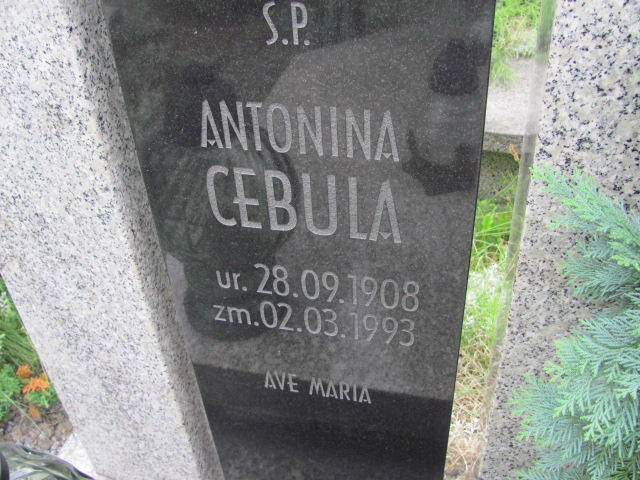 S.P.
ANTONINA
CEBULA
ur. 28.09.1908
zm.02.03.1993
AVE MARIA